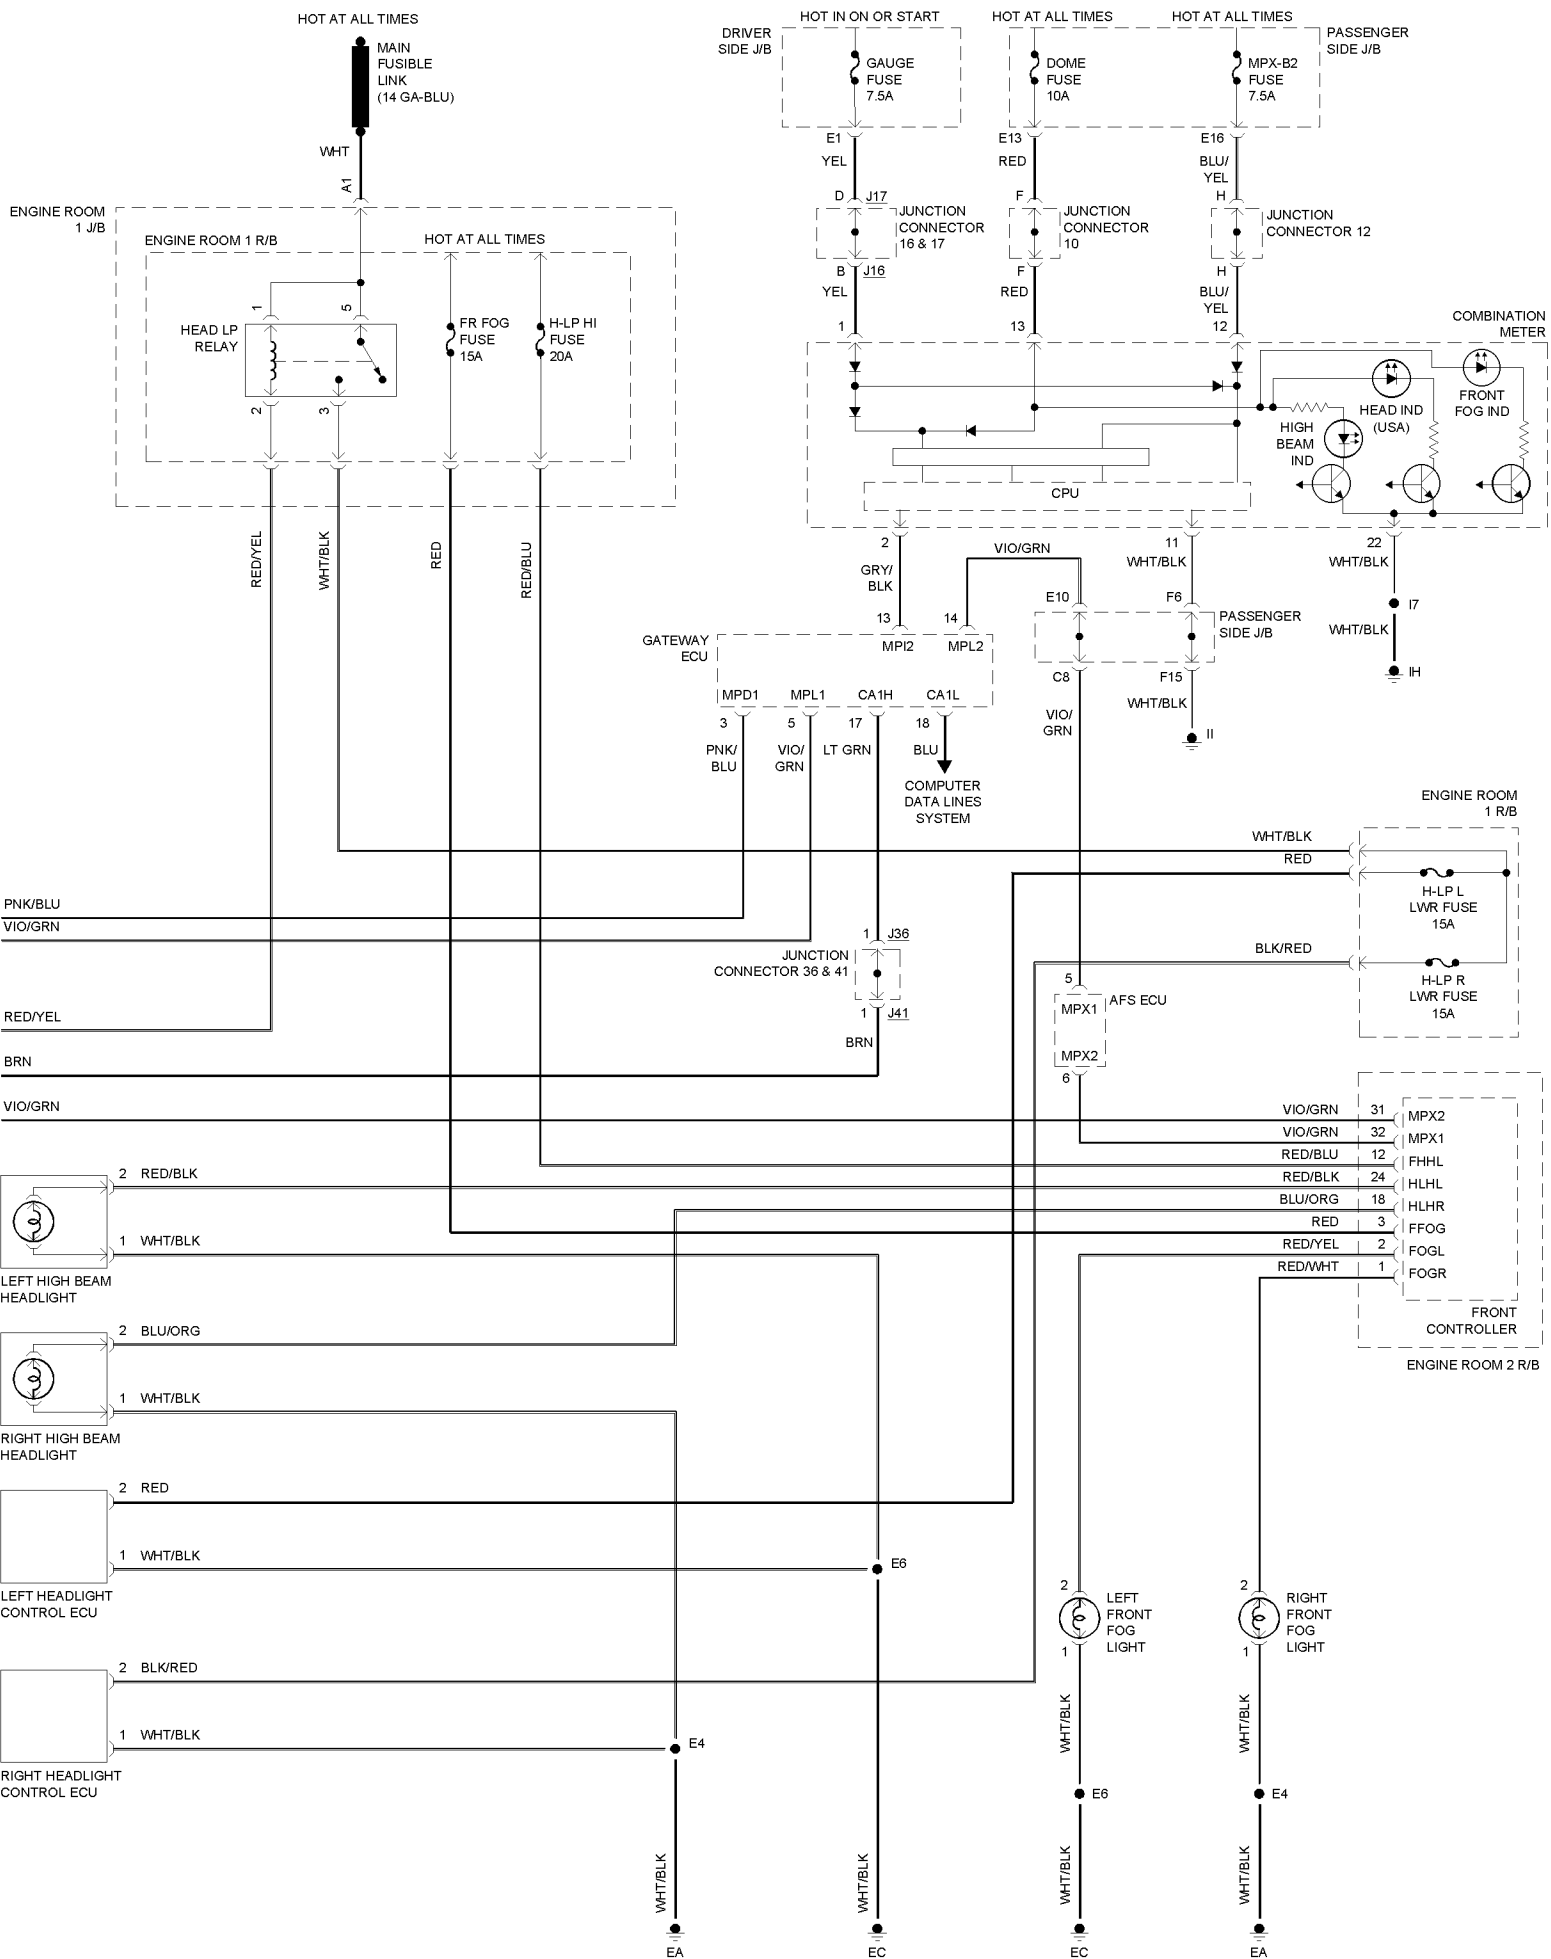 HOT AT ALL TIMES
MAIN
FUSIBLE
LINK
(14 GA-BLU)
WHT
A1
ENGINE ROOM
1 J/B
ENGINE ROOM 1 R/B
HOT AT ALL TIMES
1
5
HEAD LP
RELAY
2
3
FR FOG
FUSE
15A
H-LP HI
FUSE
20A
RED/YEL
WHT/BLK
RED
RED/BLU
HOT IN ON OR START
DRIVER
SIDE J/B
GAUGE
FUSE
7.5A
HOT AT ALL TIMES
HOT AT ALL TIMES
PASSENGER
SIDE J/B
DOME
FUSE
10A
MPX-B2
FUSE
7.5A
E1
E13
E16
YEL
RED
BLU/
YEL
D
J17
F
H
JUNCTION
CONNECTOR
16 & 17
JUNCTION
CONNECTOR
10
JUNCTION
CONNECTOR 12
B
J16
F
H
YEL
RED
BLU/
YEL
1
13
12
COMBINATION
METER
FRONT
FOG IND
HEAD IND
(USA)
HIGH
BEAM
IND
CPU
2
11
22
GRY/
BLK
VIO/GRN
WHT/BLK
WHT/BLK
13
14
E10
F6
I7
PASSENGER
SIDE J/B
WHT/BLK
IH
GATEWAY
ECU
MPI2
MPL2
MPD1
MPL1
CA1H
CA1L
C8
F15
3
5
17
18
VIO/
GRN
WHT/BLK
II
PNK/
BLU
VIO/
GRN
LT GRN
BLU
COMPUTER
DATA LINES
SYSTEM
ENGINE ROOM
1 R/B
WHT/BLK
RED
H-LP L
LWR FUSE
15A
BLK/RED
H-LP R
LWR FUSE
15A
PNK/BLU
VIO/GRN
1
J36
JUNCTION
CONNECTOR 36 & 41
1
J41
BRN
5
AFS ECU
MPX1
MPX2
6
RED/YEL
BRN
VIO/GRN
VIO/GRN 31 MPX2
VIO/GRN 32 MPX1
RED/BLU 12 FHHL
RED/BLK 24 HLHL
BLU/ORG 18 HLHR
RED 3 FFOG
RED/YEL 2 FOGL
RED/WHT 1 FOGR
FRONT
CONTROLLER
ENGINE ROOM 2 R/B
2 RED/BLK
1 WHT/BLK
LEFT HIGH BEAM
HEADLIGHT
2 BLU/ORG
1 WHT/BLK
RIGHT HIGH BEAM
HEADLIGHT
2 RED
1 WHT/BLK
LEFT HEADLIGHT
CONTROL ECU
E6
2 BLK/RED
1 WHT/BLK
RIGHT HEADLIGHT
CONTROL ECU
E4
2
LEFT
FRONT
FOG
LIGHT
1
2
RIGHT
FRONT
FOG
LIGHT
1
WHT/BLK
WHT/BLK
E6
E4
WHT/BLK
WHT/BLK
WHT/BLK
WHT/BLK
EA
EC
EC
EA